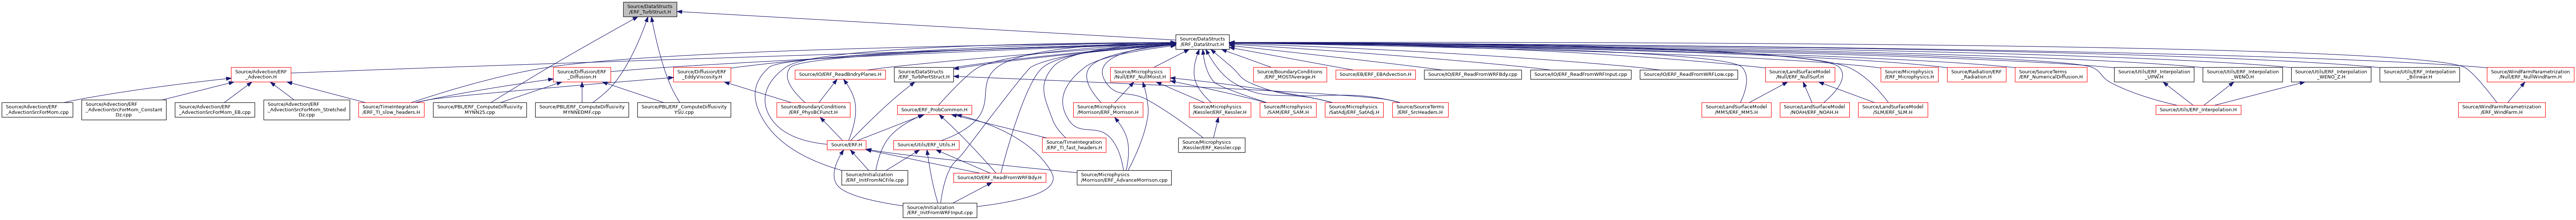 Source/DataStructs
/ERF_TurbStruct.H
Source/DataStructs
/ERF_DataStruct.H
Source/Advection/ERF
_Advection.H
Source/Diffusion/ERF
_Diffusion.H
Source/Diffusion/ERF
_EddyViscosity.H
Source/IO/ERF_ReadBndryPlanes.H
Source/DataStructs
/ERF_TurbPertStruct.H
Source/Microphysics
/Null/ERF_NullMoist.H
Source/BoundaryConditions
/ERF_MOSTAverage.H
Source/EB/ERF_EBAdvection.H
Source/IO/ERF_ReadFromWRFBdy.cpp
Source/IO/ERF_ReadFromWRFInput.cpp
Source/IO/ERF_ReadFromWRFLow.cpp
Source/LandSurfaceModel
/Null/ERF_NullSurf.H
Source/Microphysics
/ERF_Microphysics.H
Source/Radiation/ERF
_Radiation.H
Source/SourceTerms
/ERF_NumericalDiffusion.H
Source/Utils/ERF_Interpolation
_UPW.H
Source/Utils/ERF_Interpolation
_WENO.H
Source/Utils/ERF_Interpolation
_WENO_Z.H
Source/Utils/ERF_Interpolation
_Bilinear.H
Source/WindFarmParametrization
/Null/ERF_NullWindFarm.H
Source/Advection/ERF
_AdvectionSrcForMom.cpp
Source/Advection/ERF
_AdvectionSrcForMom_Constant
Dz.cpp
Source/Advection/ERF
_AdvectionSrcForMom_EB.cpp
Source/Advection/ERF
_AdvectionSrcForMom_Stretched
Dz.cpp
Source/TimeIntegration
/ERF_TI_slow_headers.H
Source/PBL/ERF_ComputeDiffusivity
MYNN25.cpp
Source/PBL/ERF_ComputeDiffusivity
MYNNEDMF.cpp
Source/PBL/ERF_ComputeDiffusivity
YSU.cpp
Source/BoundaryConditions
/ERF_PhysBCFunct.H
Source/ERF_ProbCommon.H
Source/Microphysics
/Morrison/ERF_Morrison.H
Source/Microphysics
/Kessler/ERF_Kessler.H
Source/Microphysics
/SAM/ERF_SAM.H
Source/Microphysics
/SatAdj/ERF_SatAdj.H
Source/SourceTerms
/ERF_SrcHeaders.H
Source/LandSurfaceModel
/MM5/ERF_MM5.H
Source/LandSurfaceModel
/NOAH/ERF_NOAH.H
Source/LandSurfaceModel
/SLM/ERF_SLM.H
Source/Utils/ERF_Interpolation.H
Source/WindFarmParametrization
/ERF_WindFarm.H
Source/ERF.H
Source/Utils/ERF_Utils.H
Source/TimeIntegration
/ERF_TI_fast_headers.H
Source/Microphysics
/Kessler/ERF_Kessler.cpp
Source/Initialization
/ERF_InitFromNCFile.cpp
Source/IO/ERF_ReadFromWRFBdy.H
Source/Microphysics
/Morrison/ERF_AdvanceMorrison.cpp
Source/Initialization
/ERF_InitFromWRFInput.cpp